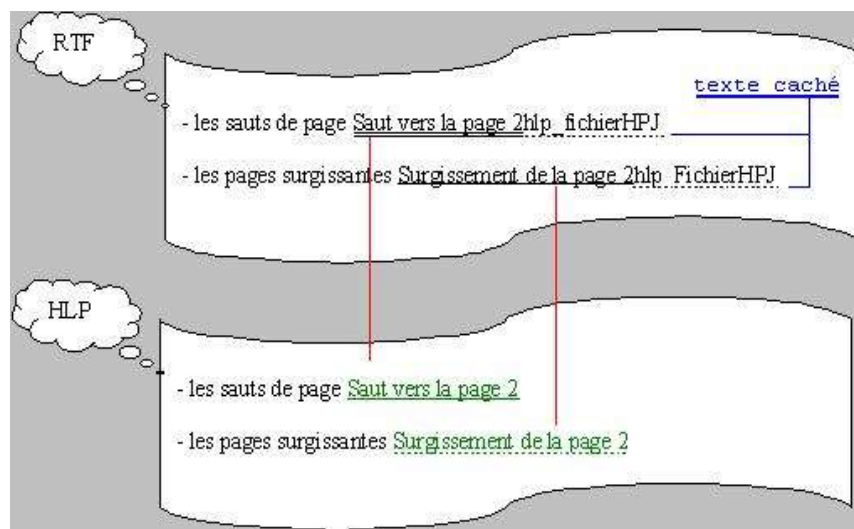 RTF
texte caché
- les sauts de page Saut vers la page 2hlp_fichierHPJ
- les pages surgissantes Surgissement de la page 2hlp_FichierHPJ
HLP
- les sauts de page Saut vers la page 2
- les pages surgissantes Surgissement de la page 2